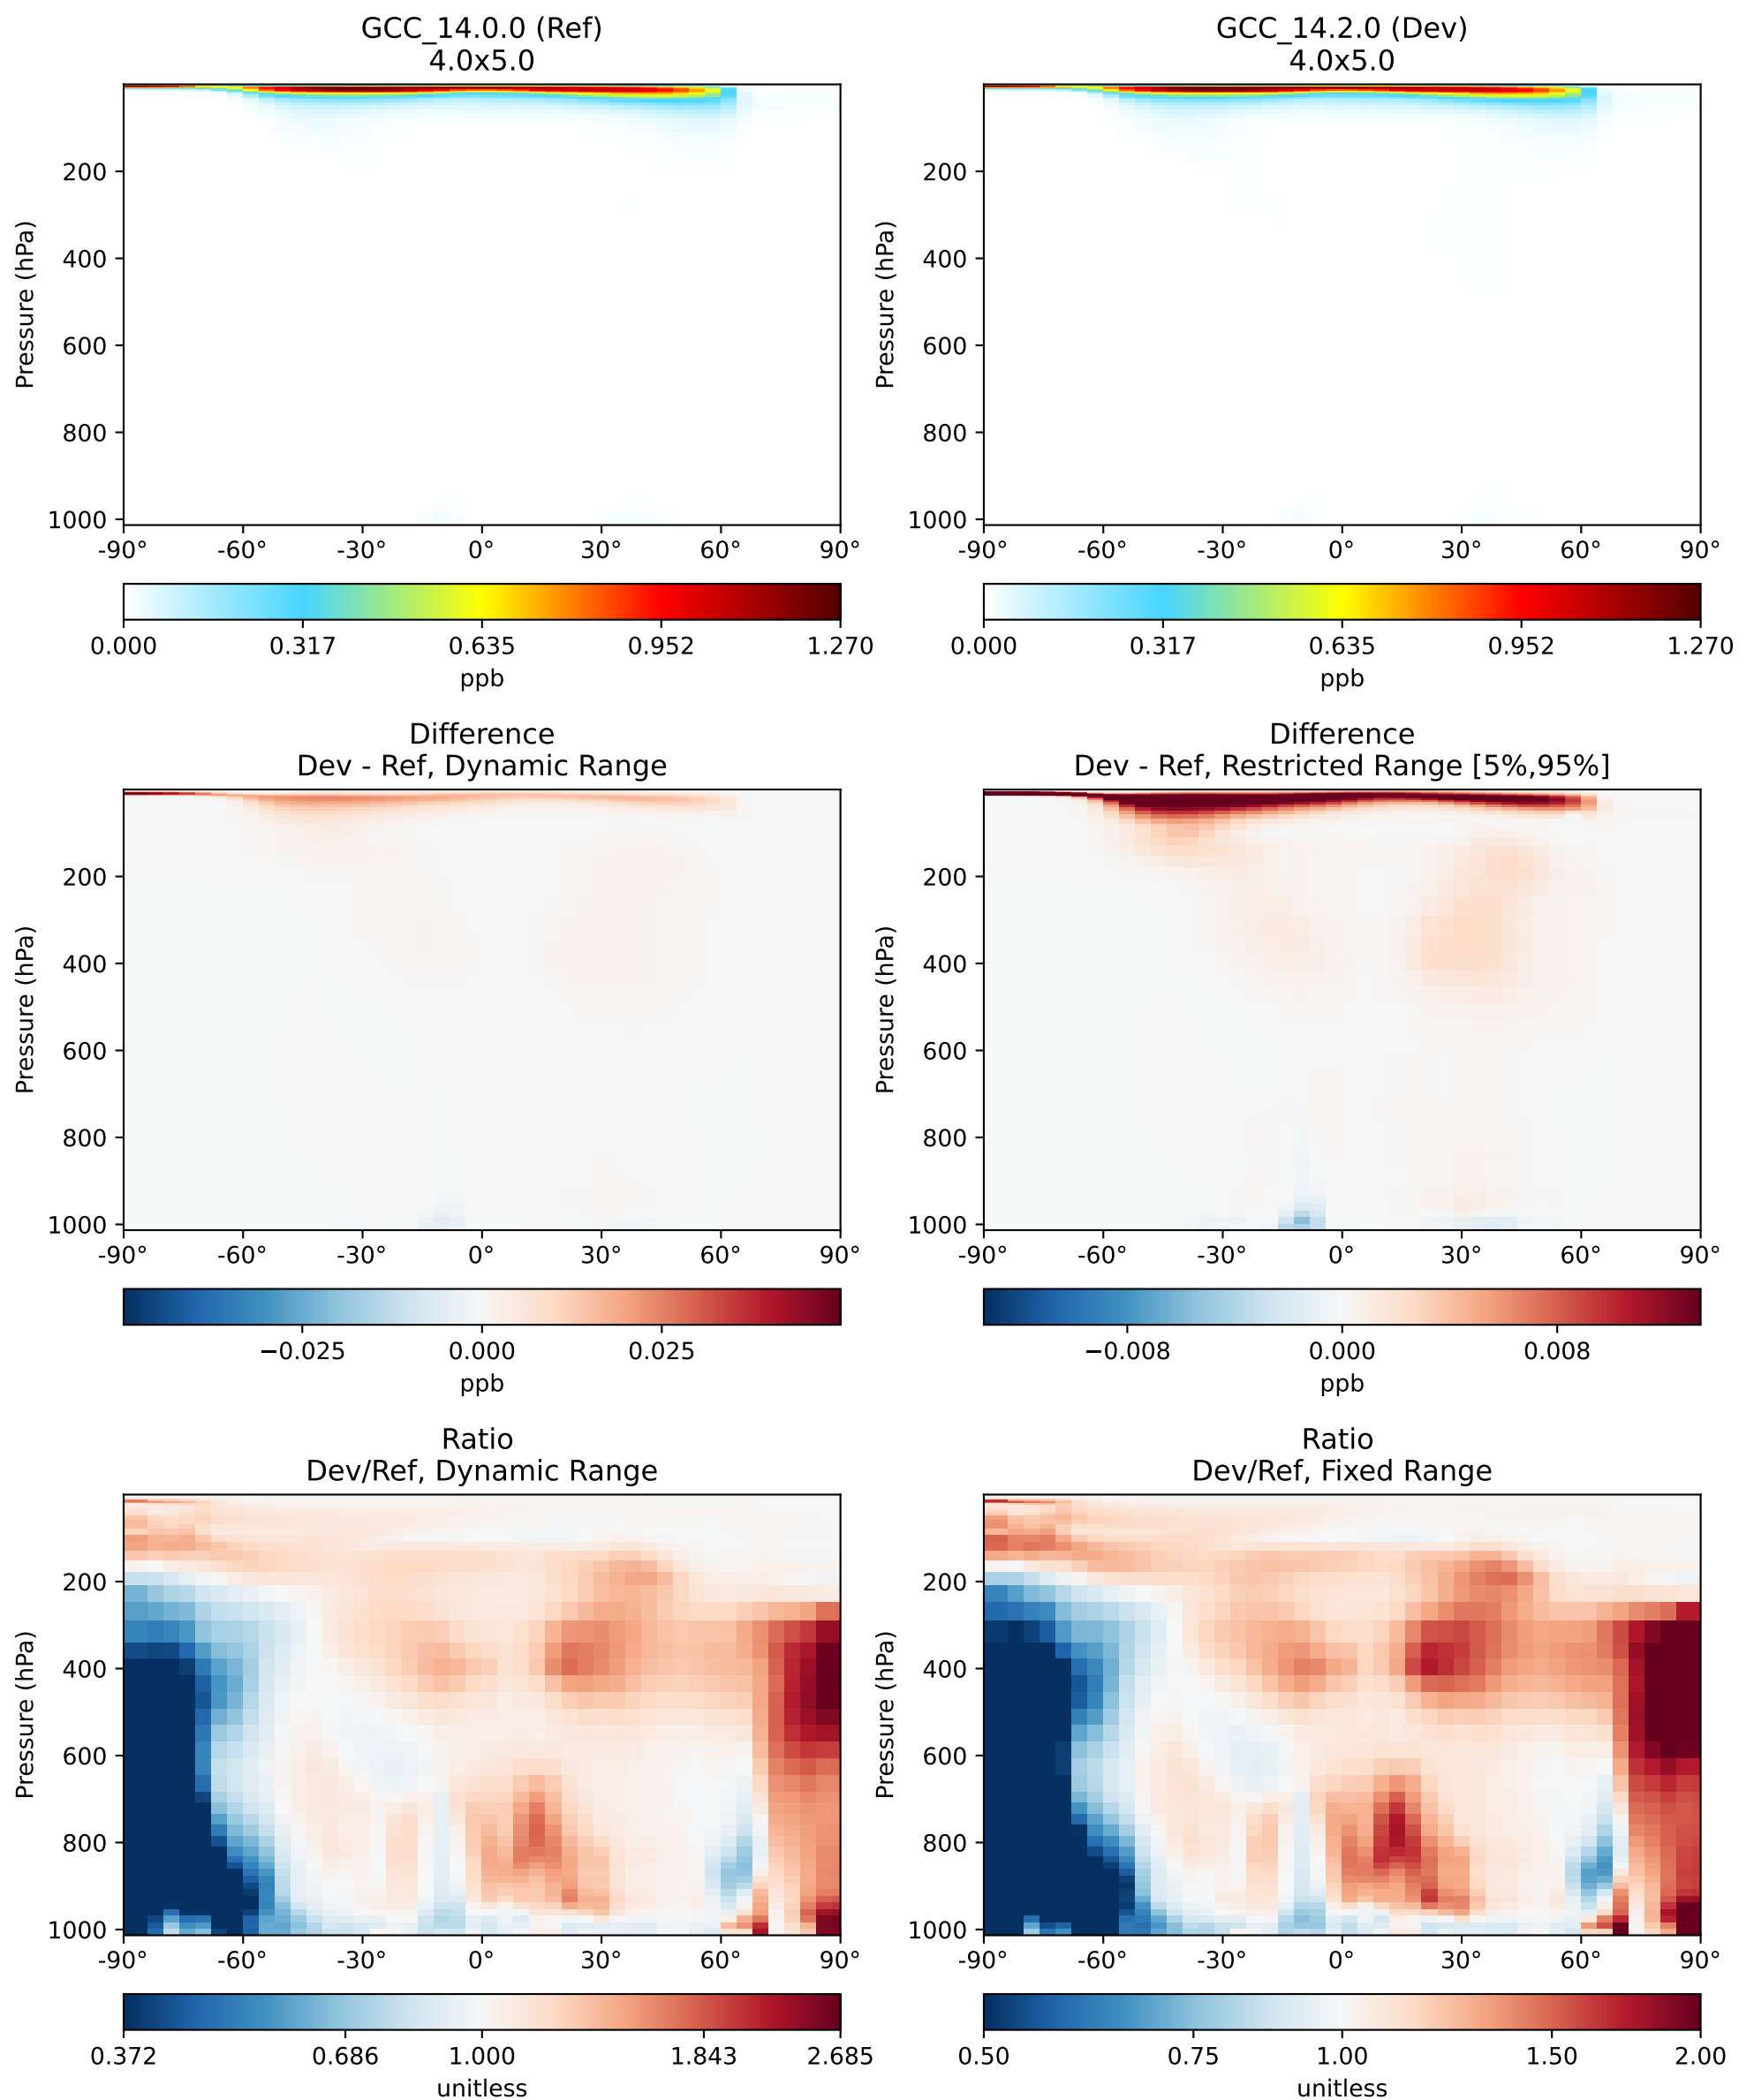 GCC_14.0.0 (Ref)
4.0x5.0
Pressure (hPa)
200
400
600
800
1000
-90° -60° -30° 0° 30° 60° 90°
0.000 0.317 0.635 0.952 1.270
ppb
GCC_14.2.0 (Dev)
4.0x5.0
Pressure (hPa)
200
400
600
800
1000
-90° -60° -30° 0° 30° 60° 90°
0.000 0.317 0.635 0.952 1.270
ppb
Difference
Dev - Ref, Dynamic Range
Pressure (hPa)
200
400
600
800
1000
-90° -60° -30° 0° 30° 60° 90°
−0.025 0.000 0.025
ppb
Difference
Dev - Ref, Restricted Range [5%,95%]
Pressure (hPa)
200
400
600
800
1000
-90° -60° -30° 0° 30° 60° 90°
−0.008 0.000 0.008
ppb
Ratio
Dev/Ref, Dynamic Range
Pressure (hPa)
200
400
600
800
1000
-90° -60° -30° 0° 30° 60° 90°
0.372 0.686 1.000 1.843 2.685
unitless
Ratio
Dev/Ref, Fixed Range
Pressure (hPa)
200
400
600
800
1000
-90° -60° -30° 0° 30° 60° 90°
0.50 0.75 1.00 1.50 2.00
unitless